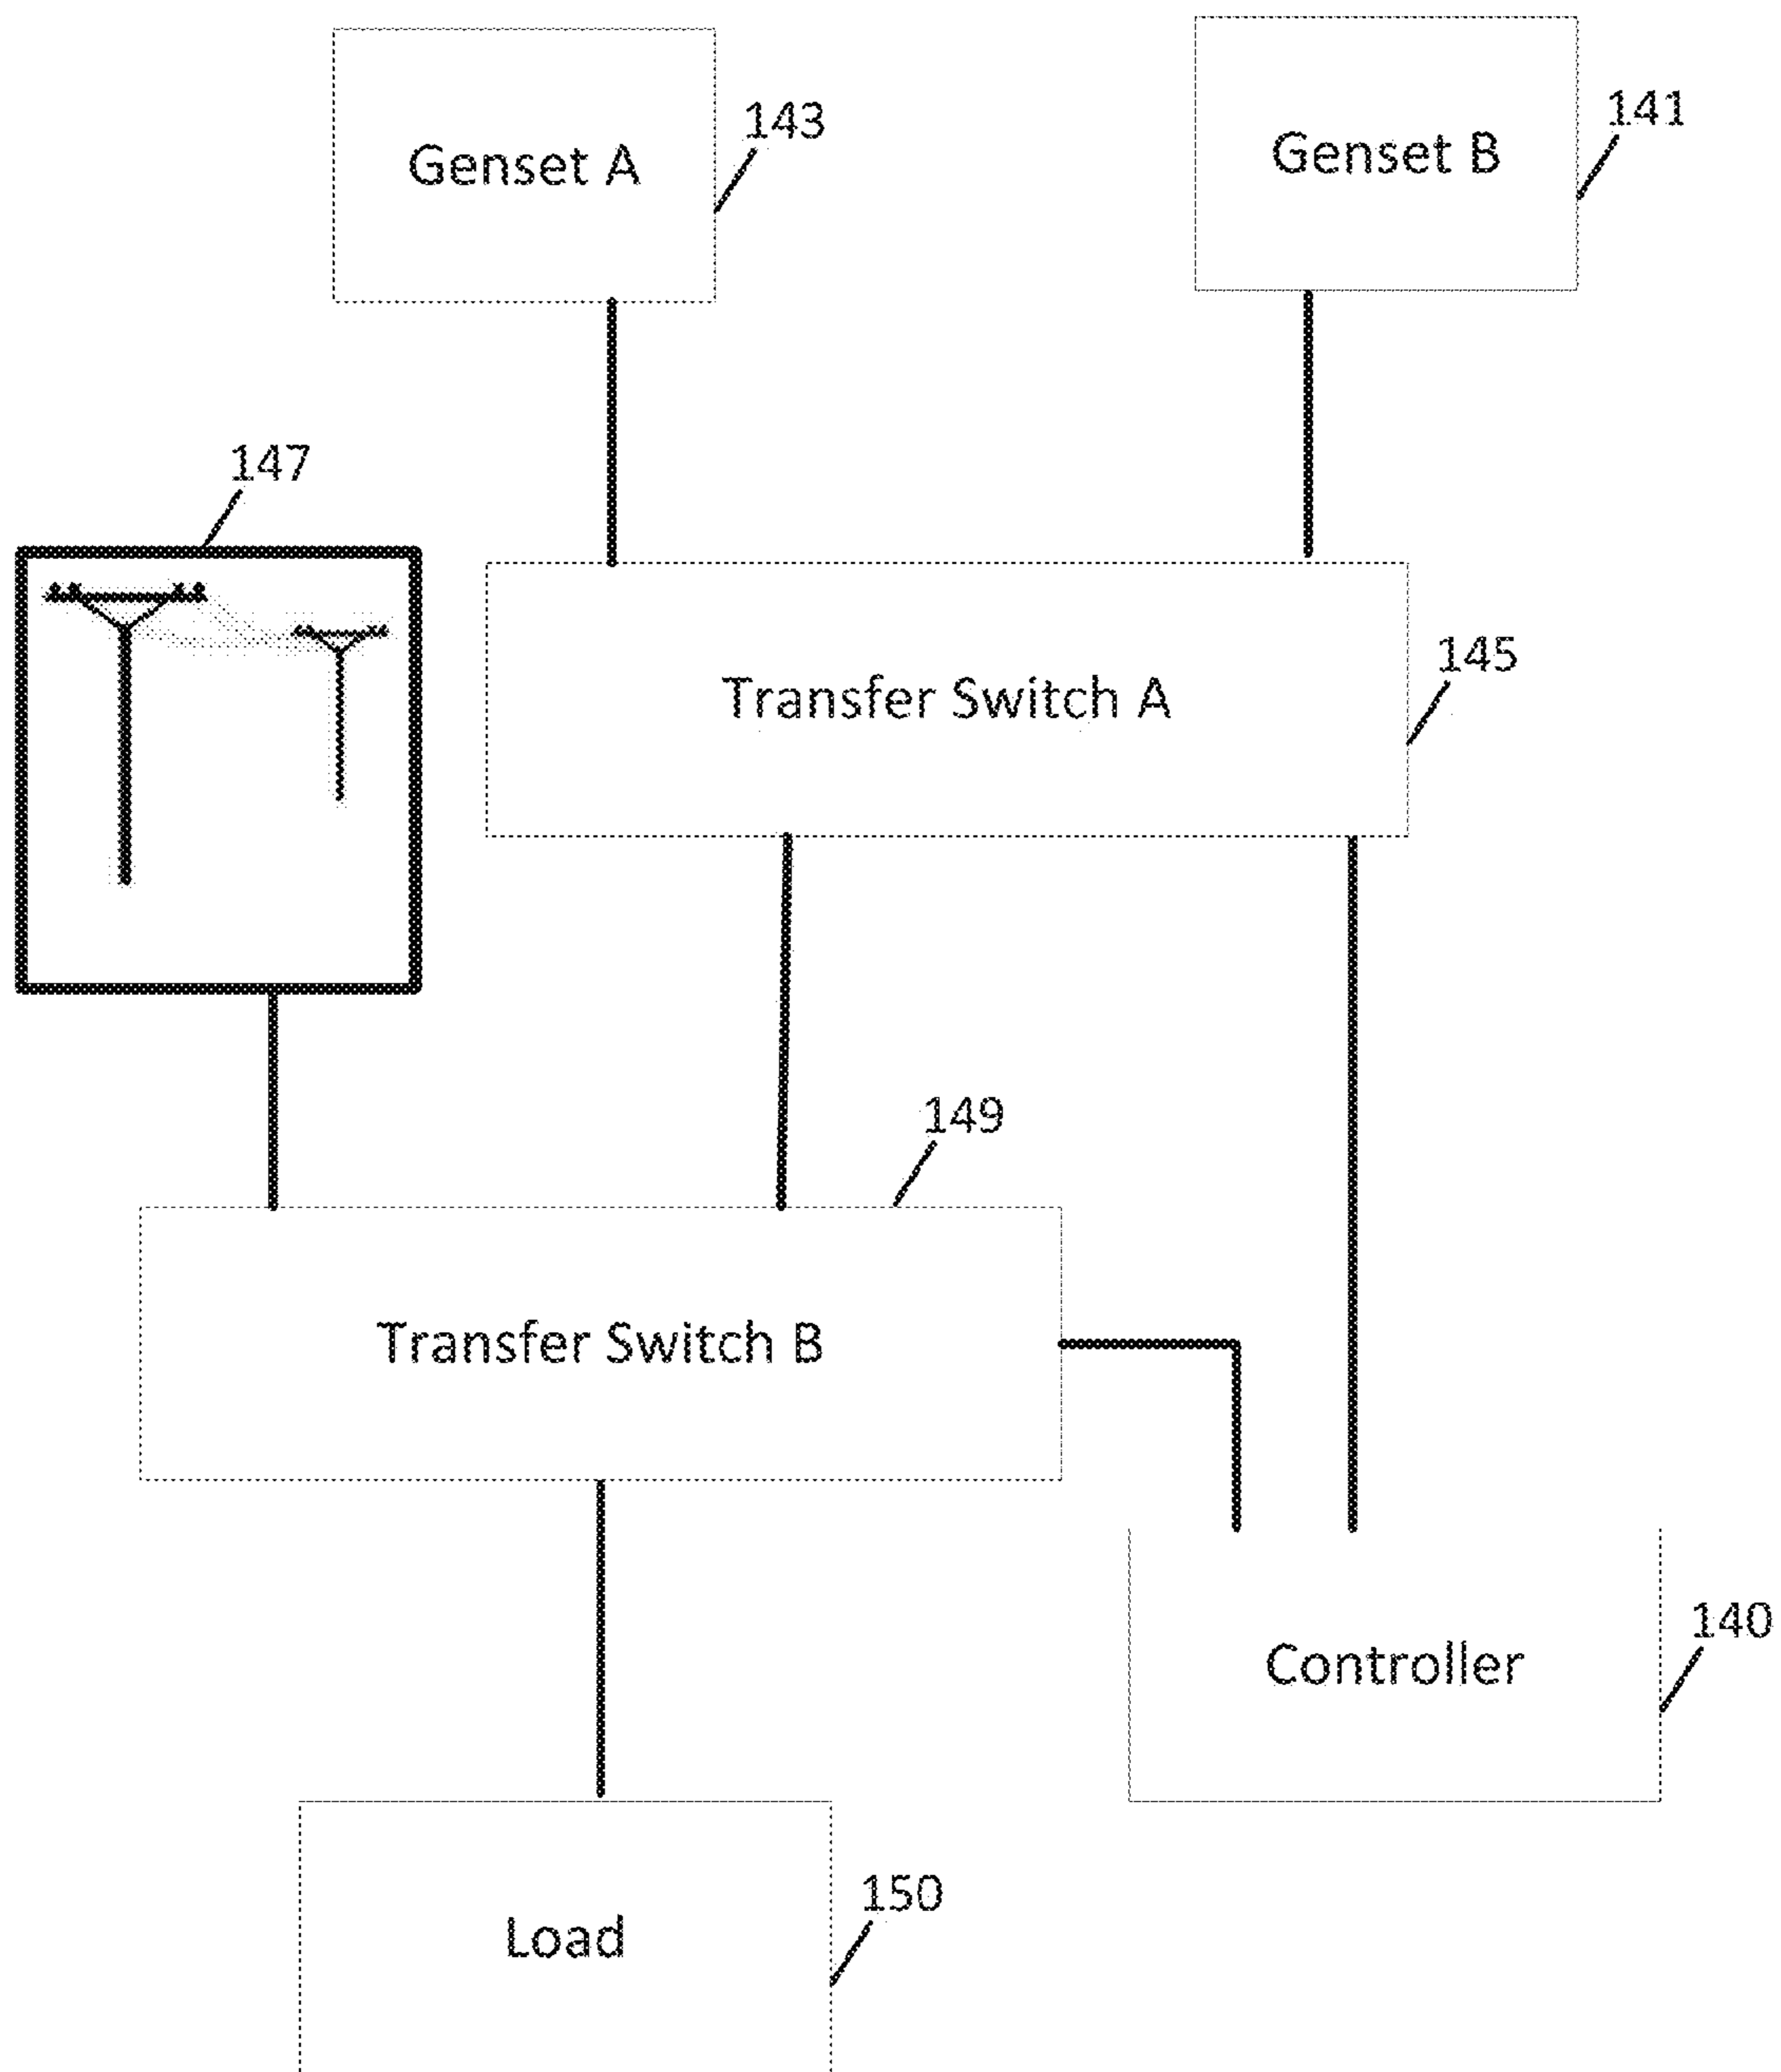 Genset A
143
Genset B
141
147
Transfer Switch A
145
149
Transfer Switch B
Controller
140
Load
150